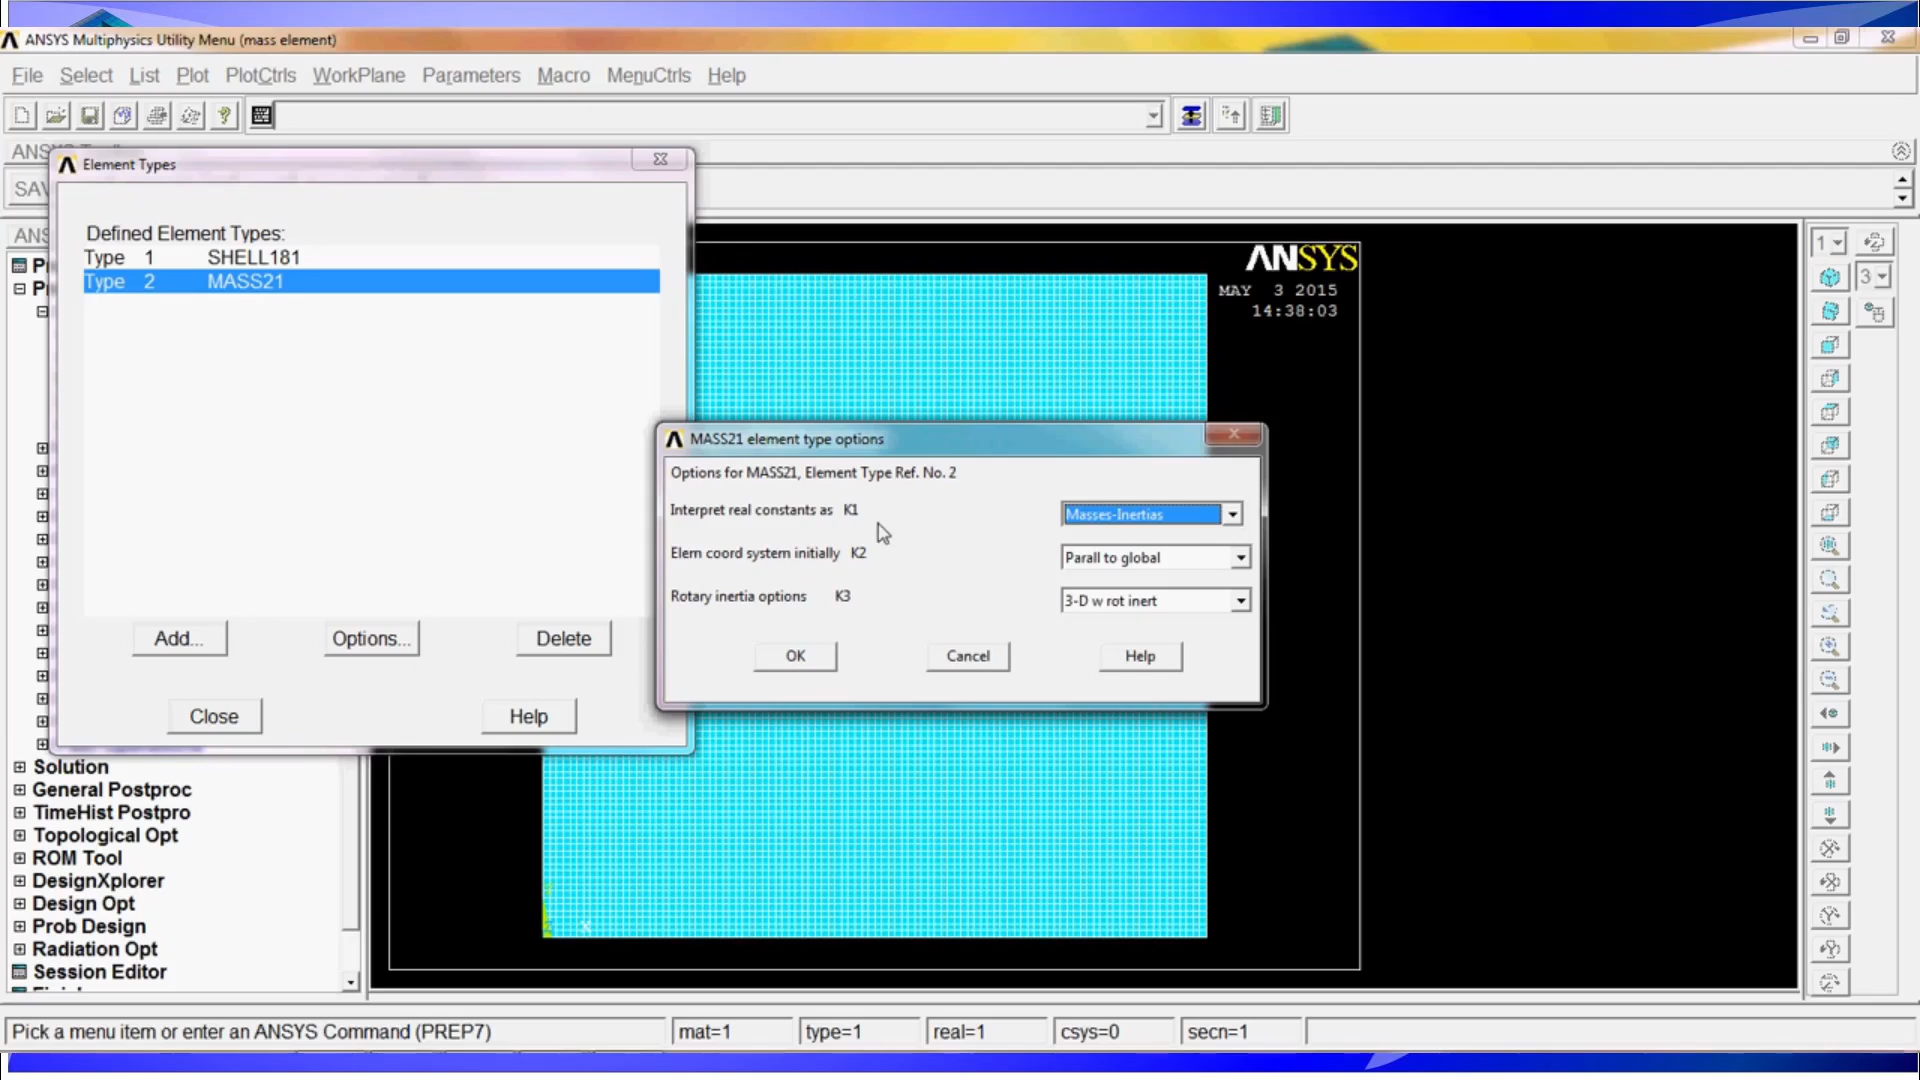 ANSYS Multiphysics Utility Menu (mass element)
File Select List Plot PlotCtrls WorkPlane Parameters Macro MenuCtrls Help
ANS
Element Types
SAV
Defined Element Types:
Type 1 SHELL181
Type 2 MASS21
Add... Options... Delete
Close Help
MASS21 element type options
Options for MASS21, Element Type Ref. No. 2
Interpret real constants as K1 Masses-Inertias
Elem coord system initially K2 Parall to global
Rotary inertia options K3 3-D w rot inert
OK Cancel Help
ANSYS
MAY 3 2015
14:38:03
1
3
ANS
Solution
General Postproc
TimeHist Postpro
Topological Opt
ROM Tool
DesignXplorer
Design Opt
Prob Design
Radiation Opt
Session Editor
X
Pick a menu item or enter an ANSYS Command (PREP7) mat=1 type=1 real=1 csys=0 secn=1